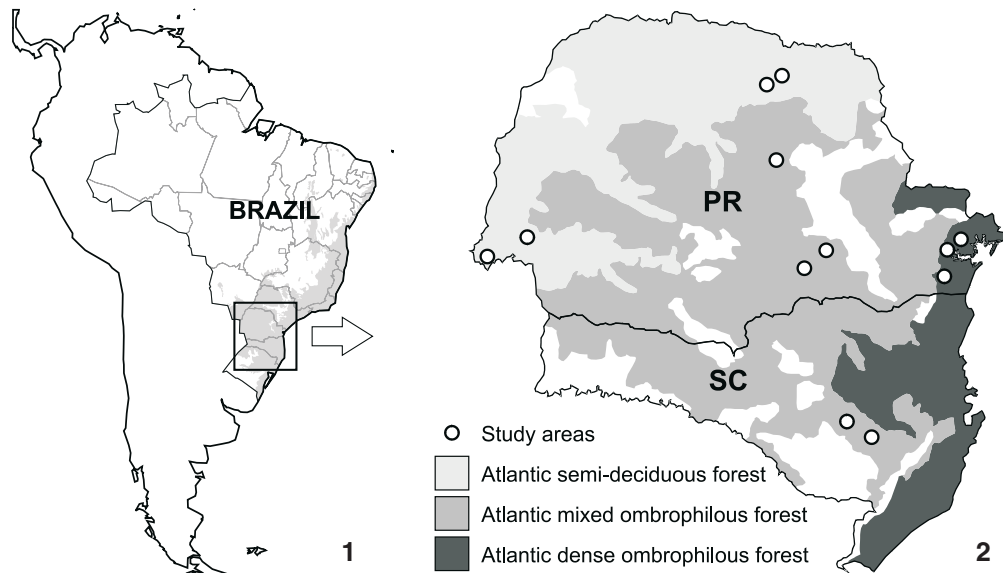 BRAZIL
1
PR
SC
Study areas
Atlantic semi-deciduous forest
Atlantic mixed ombrophilous forest
Atlantic dense ombrophilous forest
2